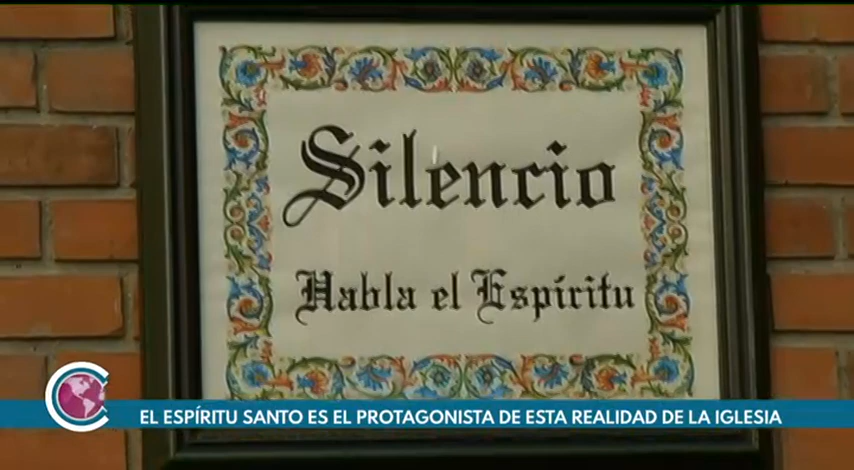 Silencio
Habla el Espíritu
EL ESPÍRITU SANTO ES EL PROTAGONISTA DE ESTA REALIDAD DE LA IGLESIA